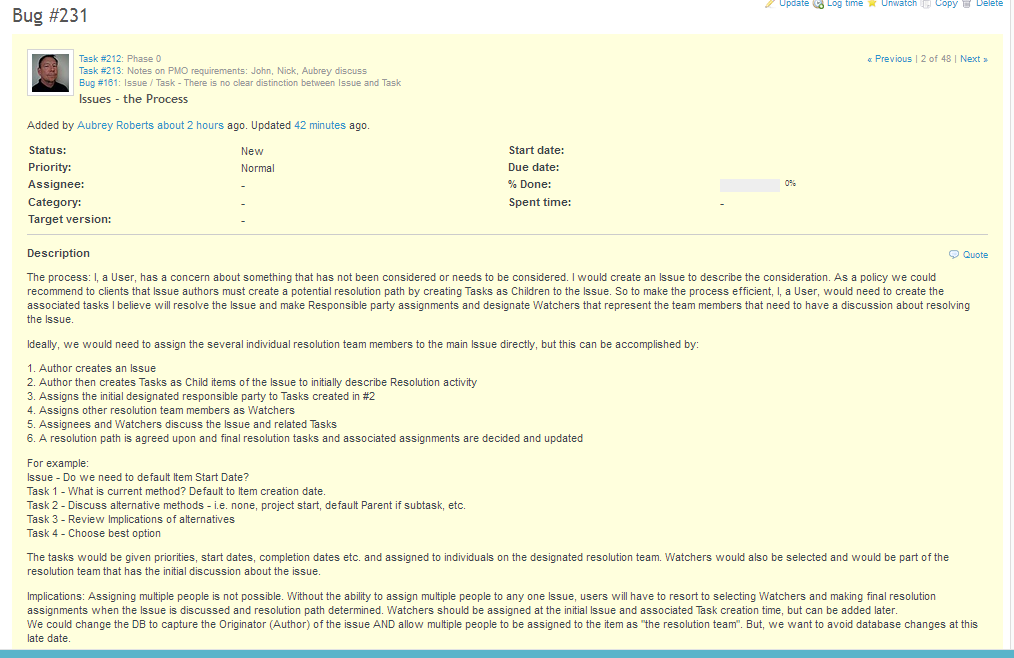 Update Log time Unwatch Copy Delete
Bug #231
Task #212: Phase 0
« Previous | 2 of 48 | Next »
Task #213: Notes on PMO requirements: John, Nick, Aubrey discuss
Bug #161: Issue / Task - There is no clear distinction between Issue and Task
Issues - the Process
Added by Aubrey Roberts about 2 hours ago. Updated 42 minutes ago.
Status: New Start date:
Priority: Normal Due date:
Assignee: - % Done: 0%
Category: - Spent time: -
Target version: -
Description Quote
The process: I, a User, has a concern about something that has not been considered or needs to be considered. I would create an Issue to describe the consideration. As a policy we could
recommend to clients that Issue authors must create a potential resolution path by creating Tasks as Children to the Issue. So to make the process efficient, I, a User, would need to create the
associated tasks I believe will resolve the Issue and make Responsible party assignments and designate Watchers that represent the team members that need to have a discussion about resolving
the Issue.
Ideally, we would need to assign the several individual resolution team members to the main Issue directly, but this can be accomplished by:
1. Author creates an Issue
2. Author then creates Tasks as Child items of the Issue to initially describe Resolution activity
3. Assigns the initial designated responsible party to Tasks created in #2
4. Assigns other resolution team members as Watchers
5. Assignees and Watchers discuss the Issue and related Tasks
6. A resolution path is agreed upon and final resolution tasks and associated assignments are decided and updated
For example:
Issue - Do we need to default Item Start Date?
Task 1 - What is current method? Default to Item creation date.
Task 2 - Discuss alternative methods - i.e. none, project start, default Parent if subtask, etc.
Task 3 - Review Implications of alternatives
Task 4 - Choose best option
The tasks would be given priorities, start dates, completion dates etc. and assigned to individuals on the designated resolution team. Watchers would also be selected and would be part of the
resolution team that has the initial discussion about the issue.
Implications: Assigning multiple people is not possible. Without the ability to assign multiple people to any one Issue, users will have to resort to selecting Watchers and making final resolution
assignments when the Issue is discussed and resolution path determined. Watchers should be assigned at the initial Issue and associated Task creation time, but can be added later.
We could change the DB to capture the Originator (Author) of the issue AND allow multiple people to be assigned to the item as "the resolution team". But, we want to avoid database changes at this
late date.